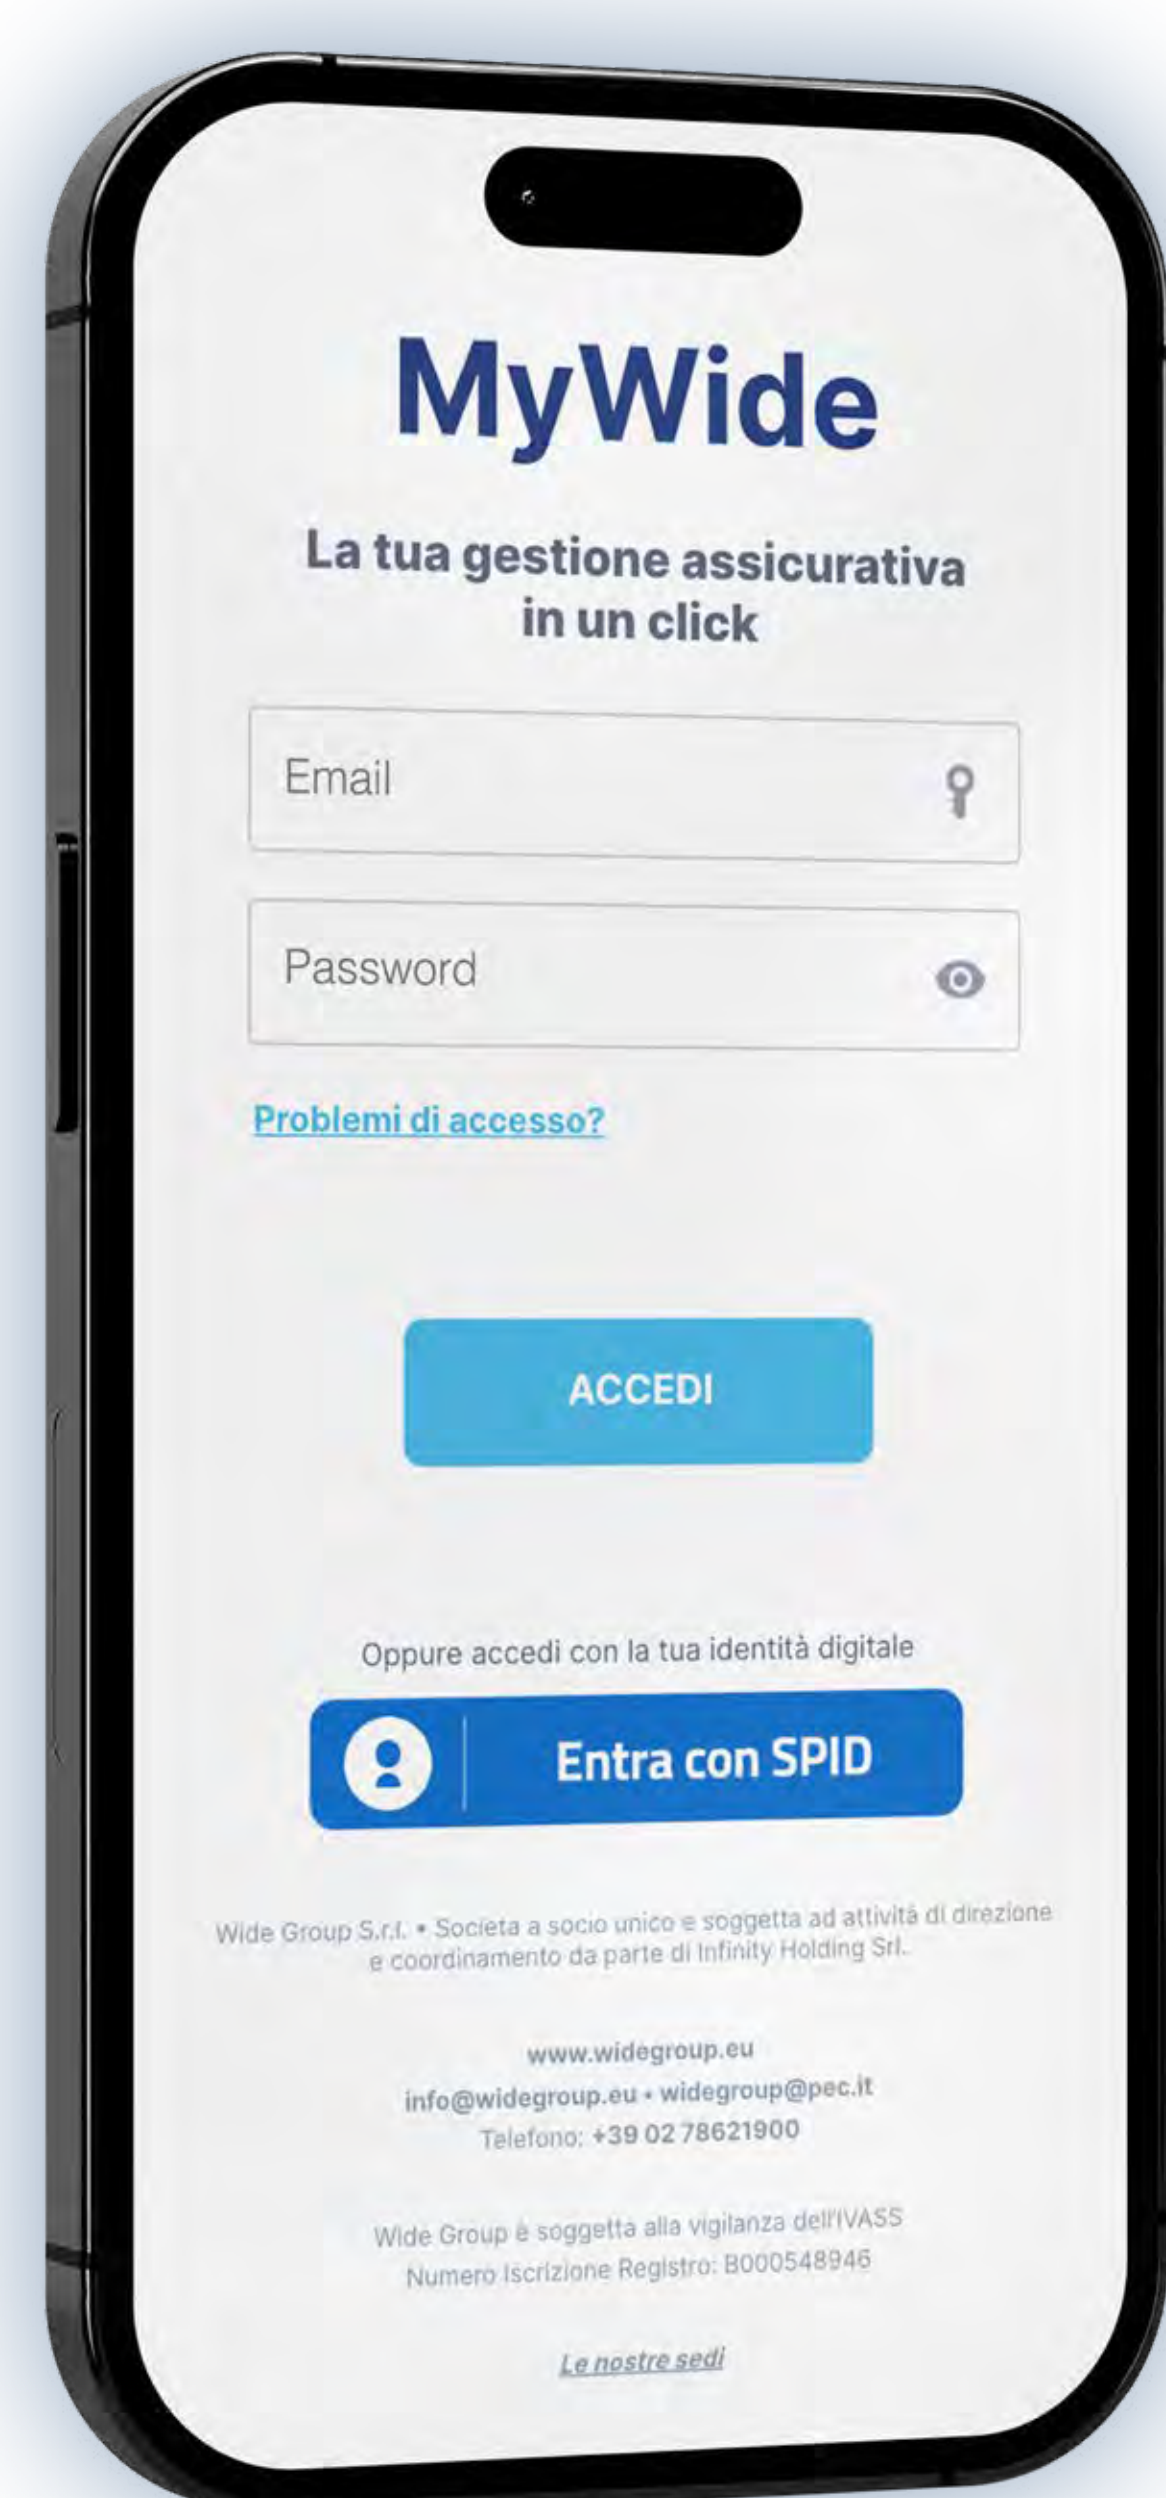 MyWide
La tua gestione assicurativa
in un click
Email
Password
Problemi di accesso?
ACCEDI
Oppure accedi con la tua identità digitale
Entra con SPID
Wide Group S.r.l. • Societa a socio unico e soggetta ad attività di direzione
e coordinamento da parte di Infinity Holding Srl.
www.widegroup.eu
info@widegroup.eu • widegroup@pec.it
Telefono: +39 02 78621900
Wide Group è soggetta alla vigilanza dell'IVASS
Numero Iscrizione Registro: B000548946
Le nostre sedi